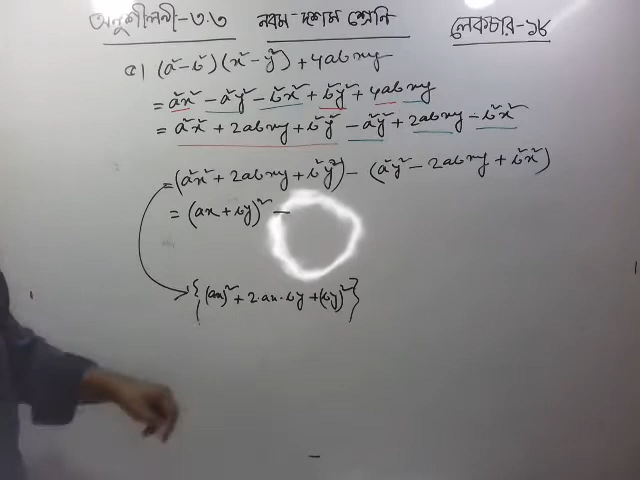 অনুশীলনী-৩.৩ নবম-দশম শ্রেনি লেকচার-১৮
৫। (a²-b²)(x²-y²)+4abxy
=a²x²-a²y²-b²x²+b²y²+4abxy
=a²x²+2abxy+b²y²-a²y²+2abxy-b²x²
=(a²x²+2abxy+b²y²)-(a²y²-2abxy+b²x²)
=(ax+by)²-
{(ax)²+2.ax.by+(by)²}